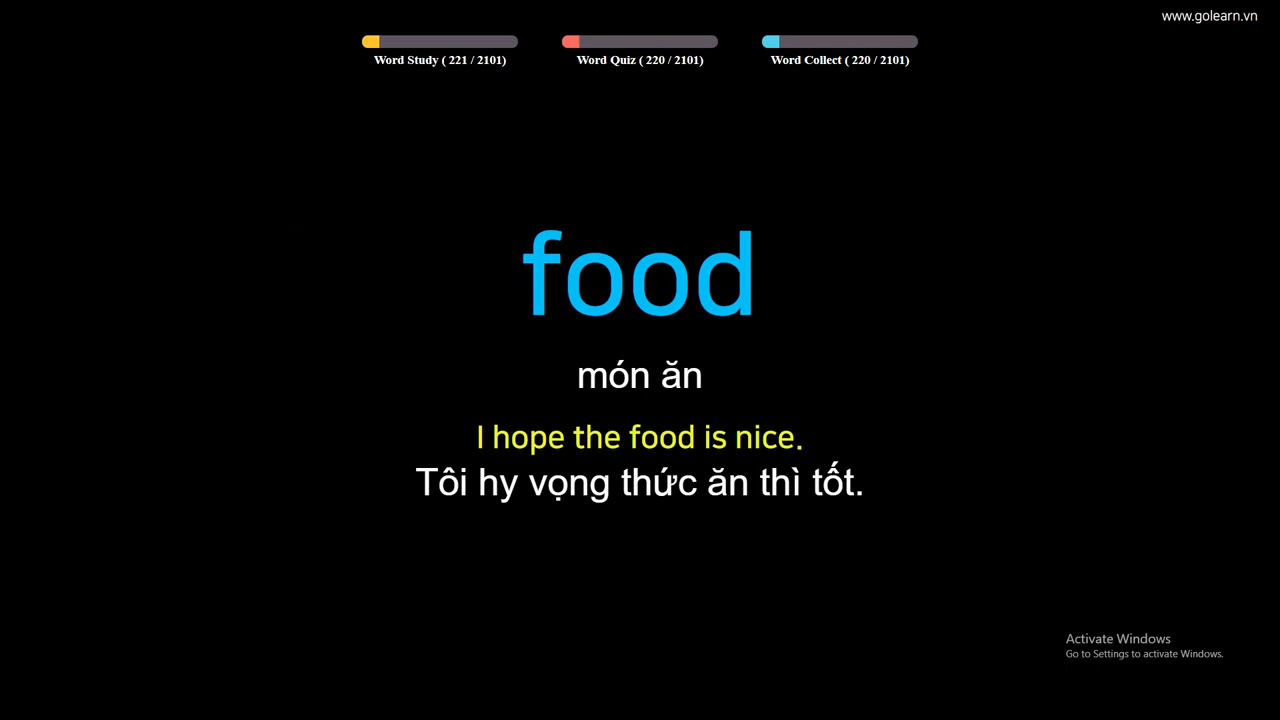 www.golearn.vn
Word Study ( 221 / 2101)
Word Quiz ( 220 / 2101)
Word Collect ( 220 / 2101)
food
món ăn
I hope the food is nice.
Tôi hy vọng thức ăn thì tốt.
Activate Windows
Go to Settings to activate Windows.